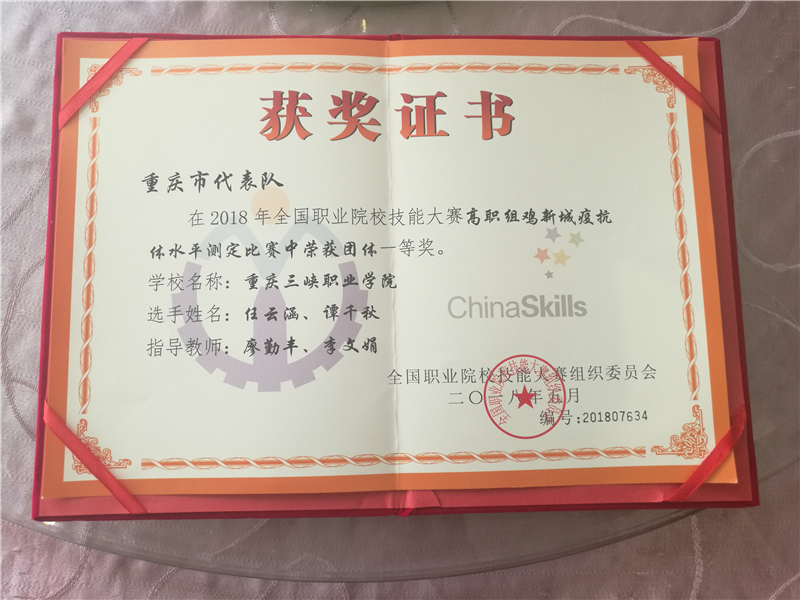 获奖证书
重庆市代表队
在2018年全国职业院校技能大赛高职组鸡新城疫抗
体水平测定比赛中荣获团体一等奖。
学校名称：重庆三峡职业学院
选手姓名：任云涵、谭千秋
指导教师：廖勤丰、李文娟
ChinaSkills
全国职业院校技能大赛组织委员会
二〇一八年 月
编号:201807634